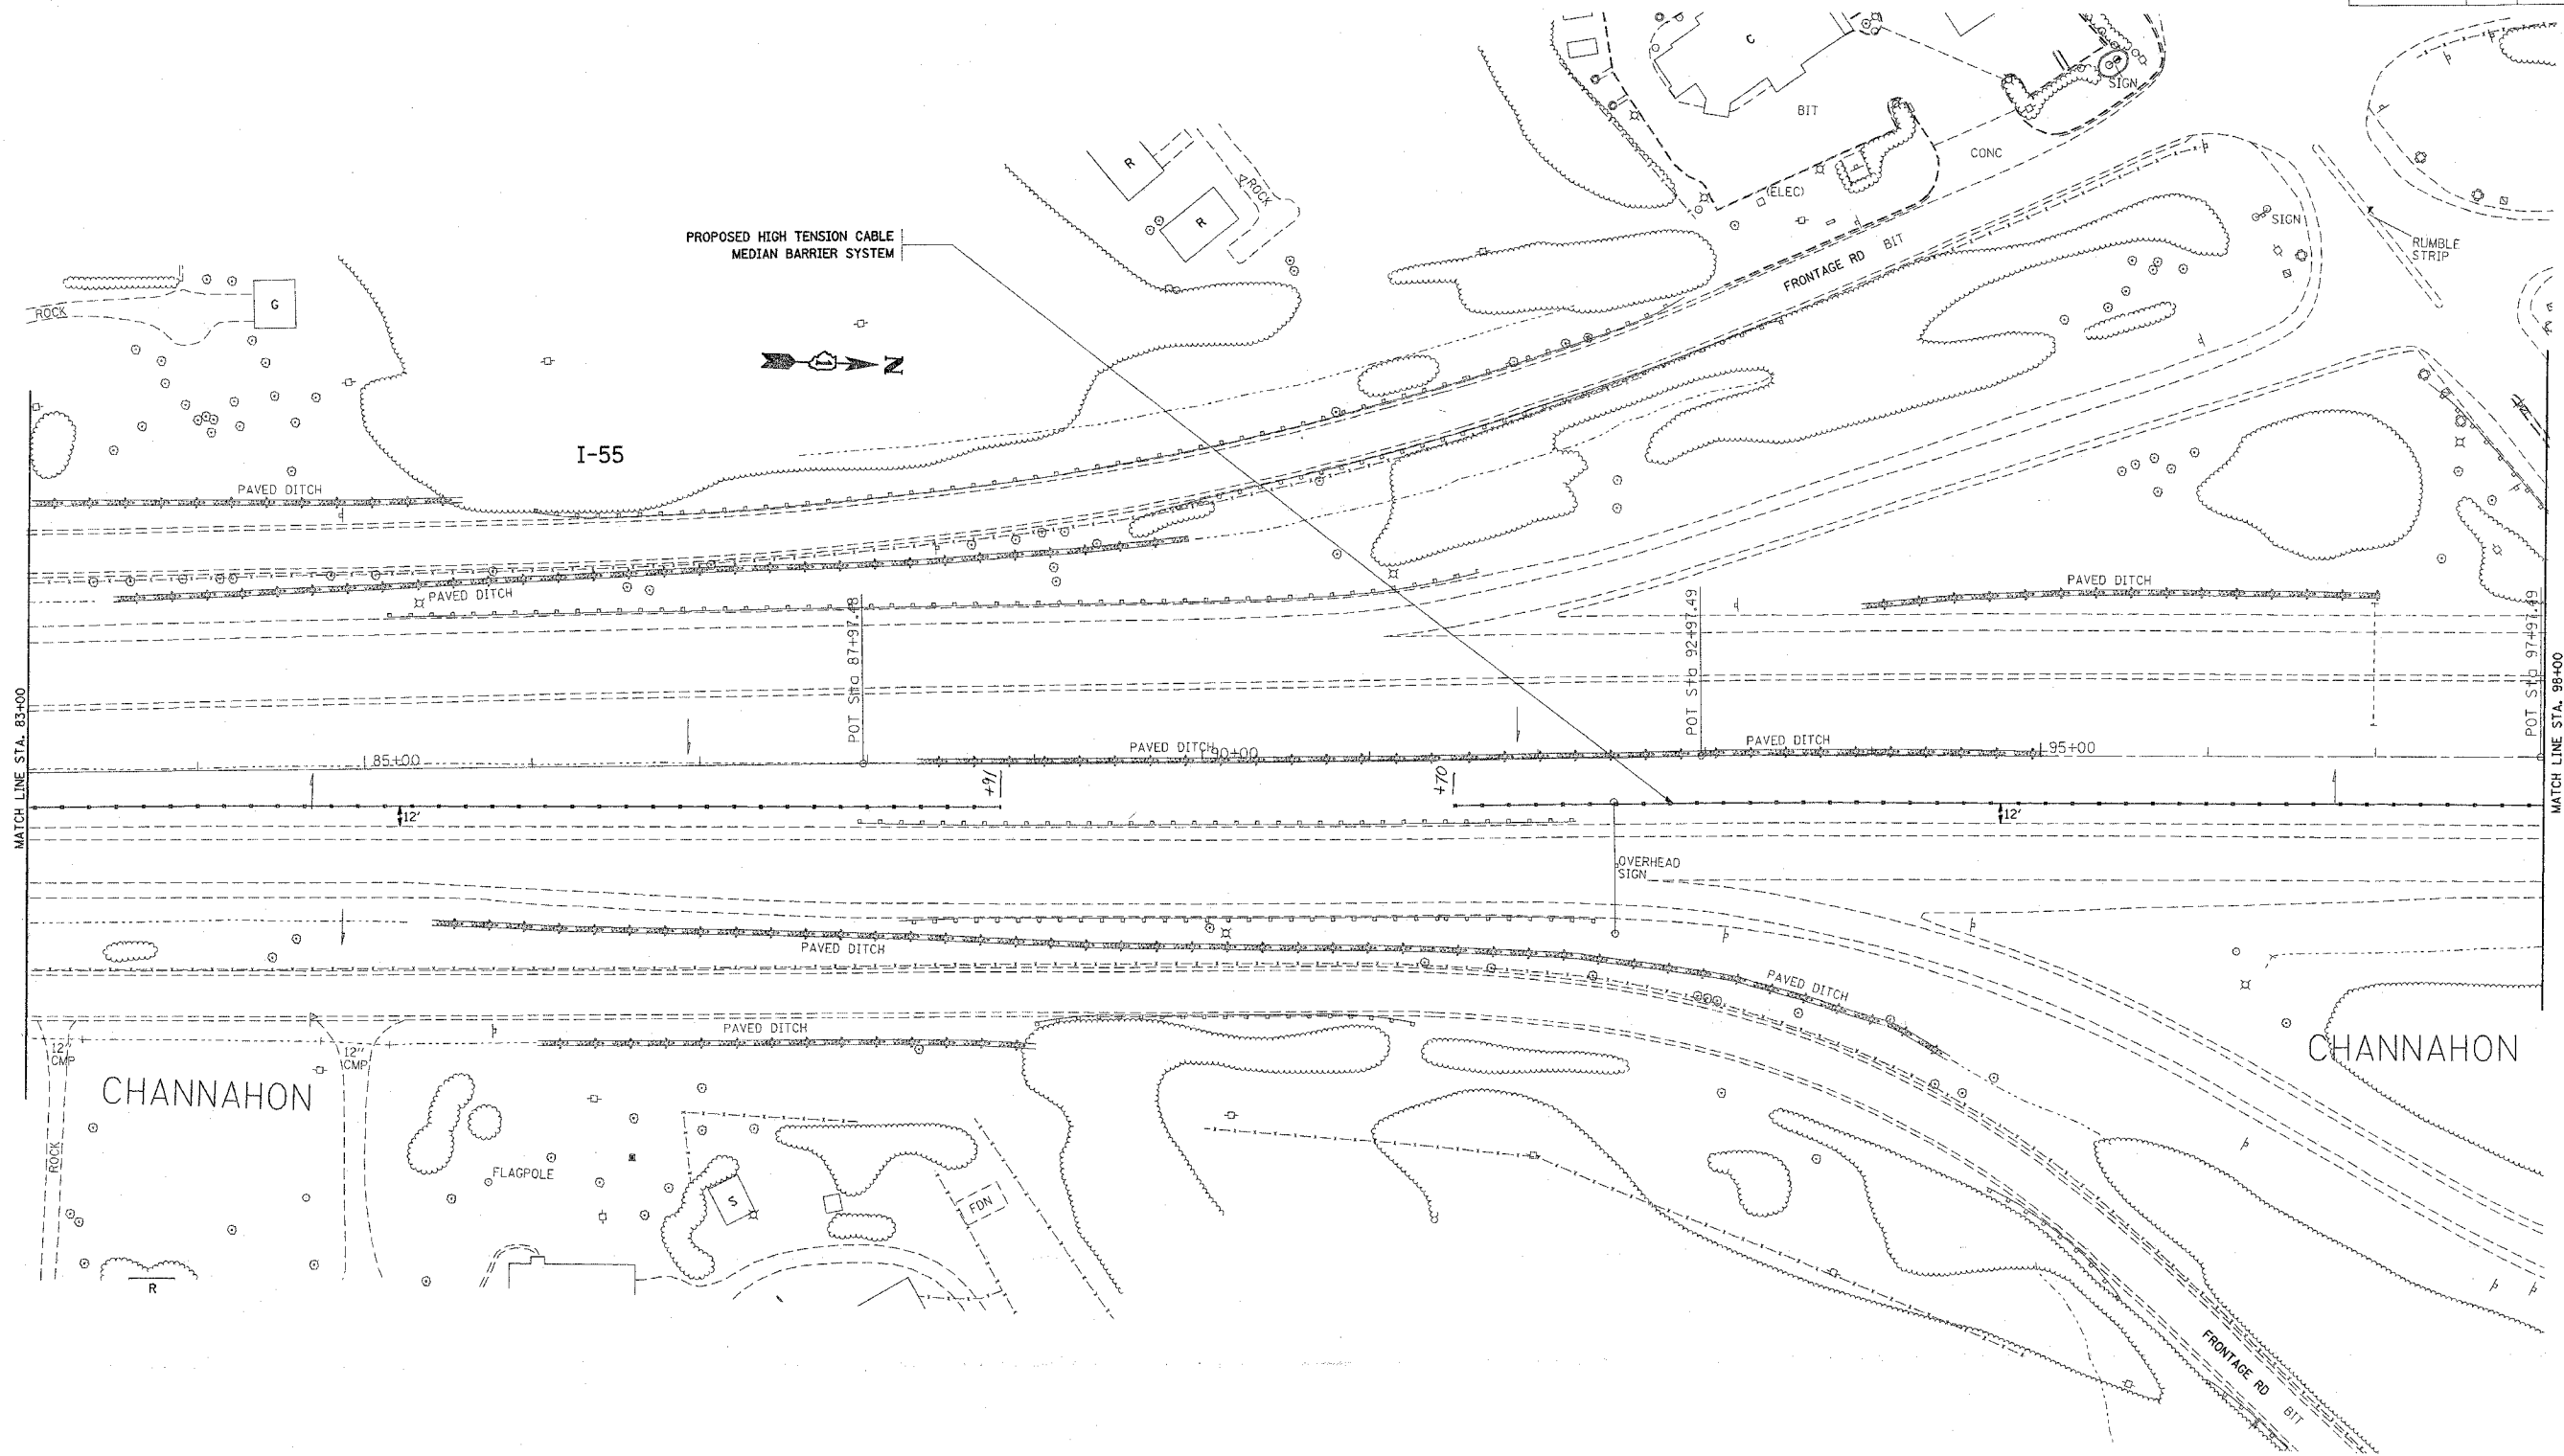 C
BIT
SIGN
CONC
R
R
ROCK
(ELEC)
SIGN
RUMBLE
STRIP
PROPOSED HIGH TENSION CABLE
MEDIAN BARRIER SYSTEM
FRONTAGE RD BIT
ROCK
G
N
I-55
PAVED DITCH
PAVED DITCH
PAVED DITCH
POT Sta 87+97.48
POT Sta 92+97.49
POT Sta 97+97.49
MATCH LINE STA. 83+00
MATCH LINE STA. 98+00
85+00
PAVED DITCH
90+00
PAVED DITCH
95+00
+91
+70
12'
12'
OVERHEAD
SIGN
PAVED DITCH
PAVED DITCH
PAVED DITCH
12"
CMP
12"
CMP
CHANNAHON
CHANNAHON
ROCK
FLAGPOLE
S
FDN
R
FRONTAGE RD
BIT